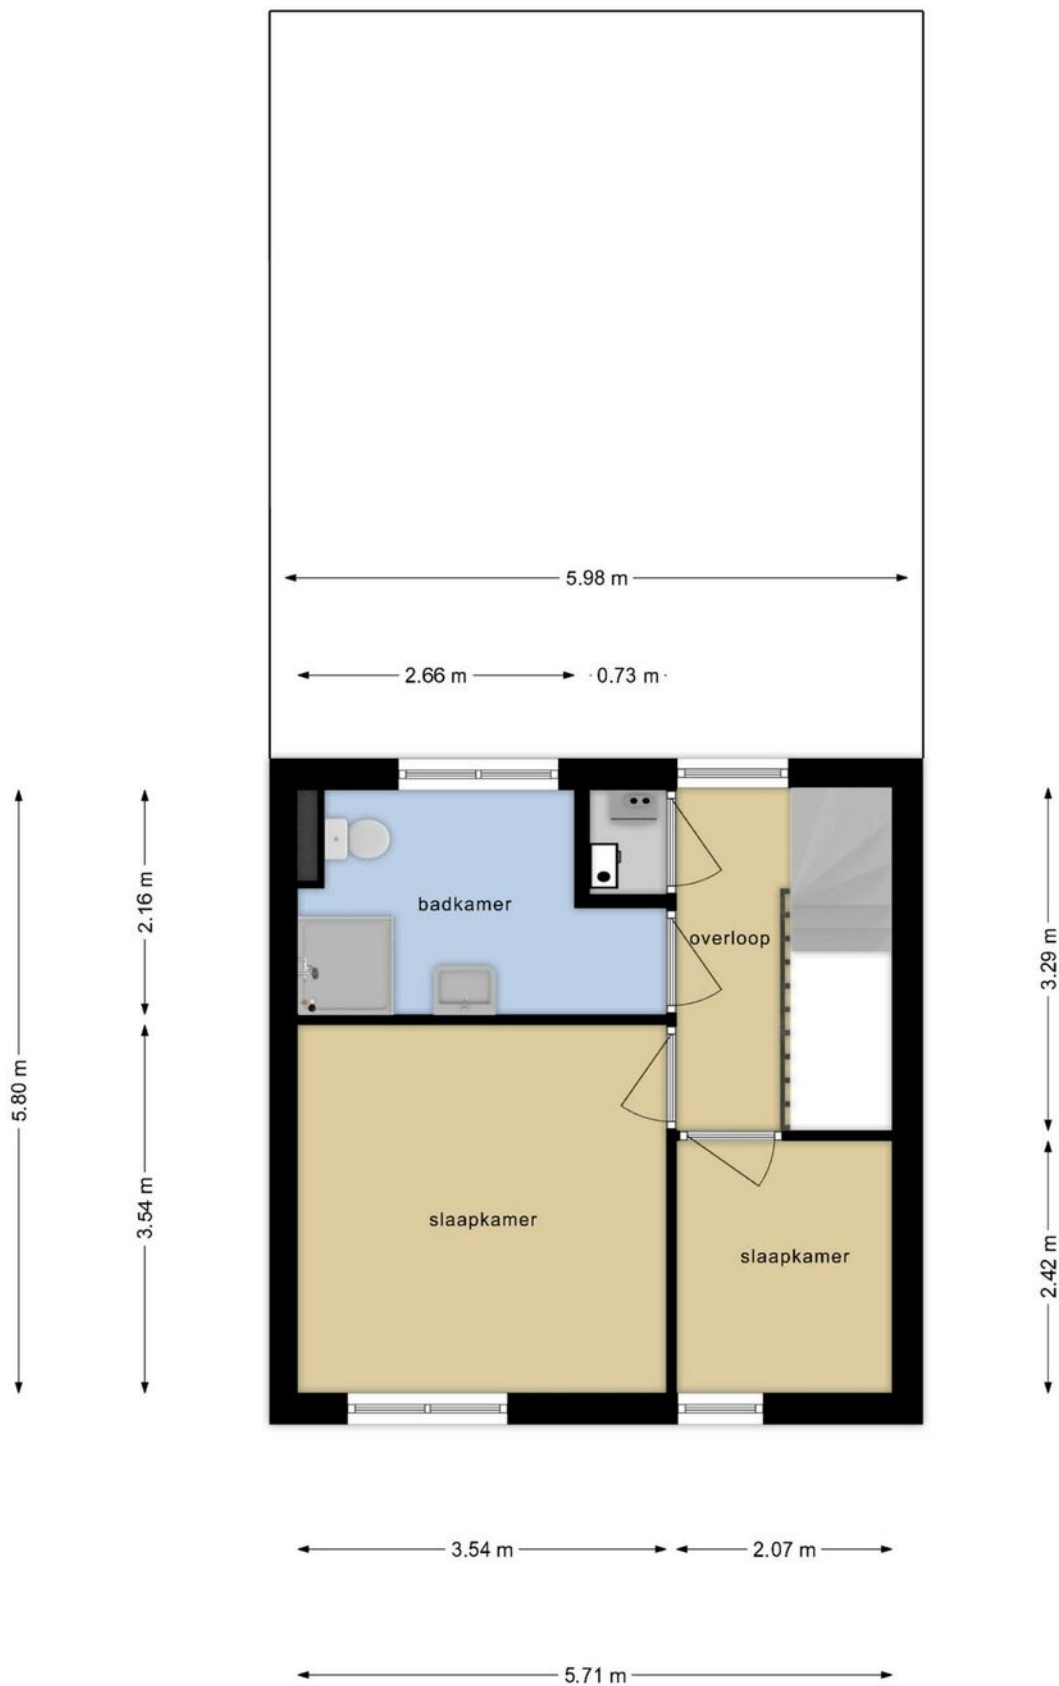 5.98 m
2.66 m
0.73 m
badkamer
overloop
2.16 m
3.29 m
5.80 m
3.54 m
slaapkamer
slaapkamer
2.42 m
3.54 m
2.07 m
5.71 m